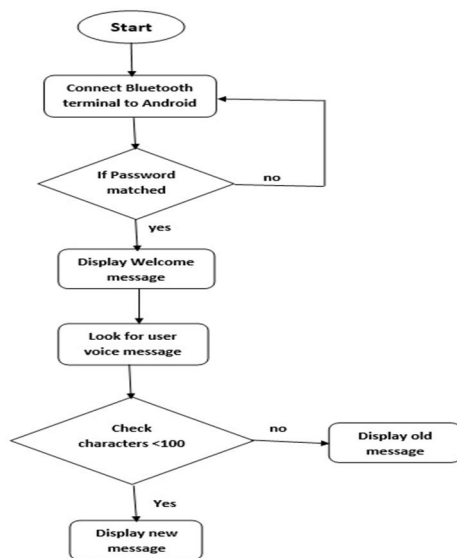 Start
Connect Bluetooth
terminal to Android
If Password
matched
no
yes
Display Welcome
message
Look for user
voice message
Check
characters <100
no
Display old
message
Yes
Display new
message